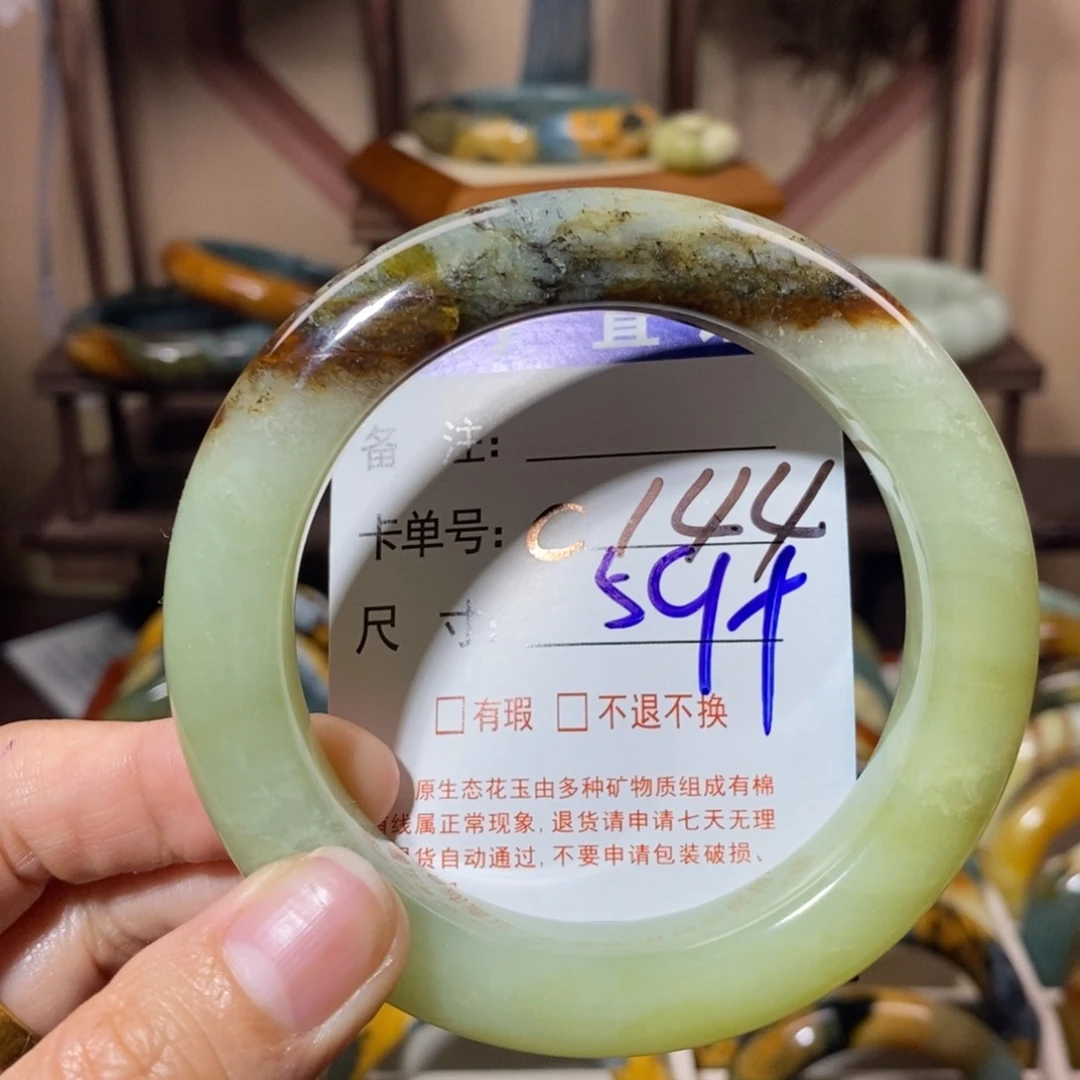 直
备 注:
卡单号: C144
尺 寸: 594
□有瑕 □不退不换
原生态花玉由多种矿物质组成有棉
有线属正常现象,退货请申请七天无理
货自动通过,不要申请包装破损、